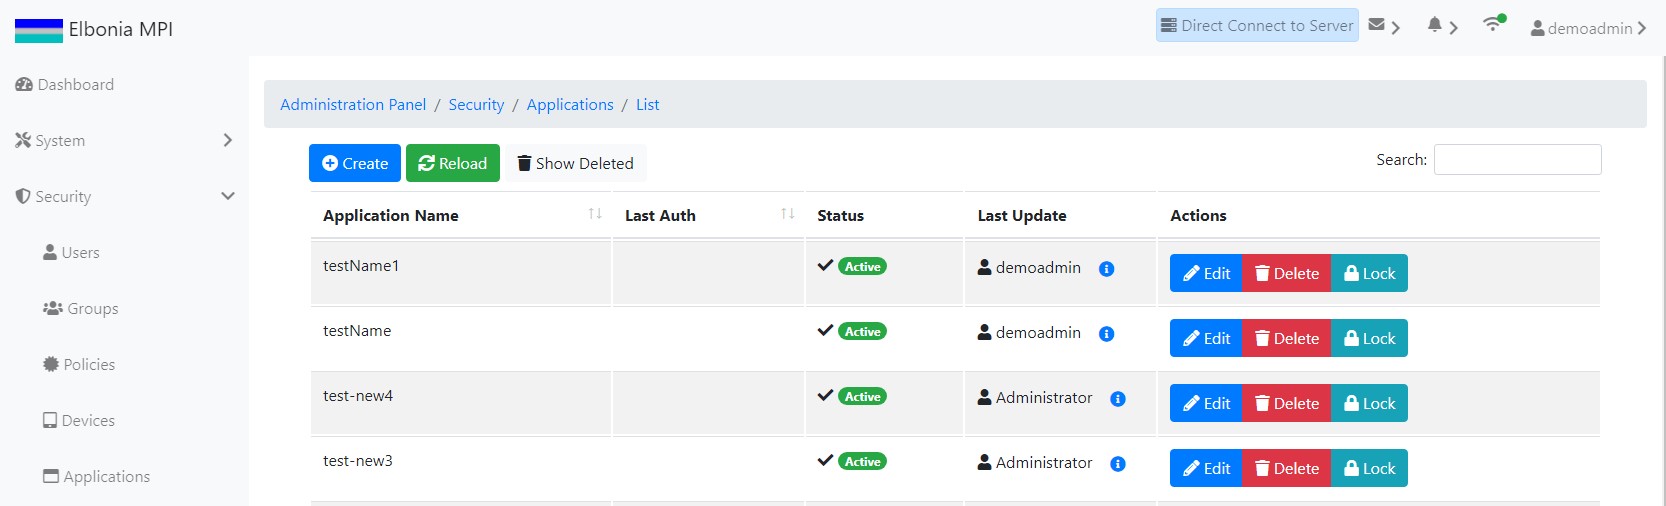 Elbonia MPI
Direct Connect to Server
demoadmin
Dashboard
System
Security
Users
Groups
Policies
Devices
Applications
Administration Panel / Security / Applications / List
Create Reload Show Deleted Search:
Application Name Last Auth Status Last Update Actions
testName1 Active demoadmin Edit Delete Lock
testName Active demoadmin Edit Delete Lock
test-new4 Active Administrator Edit Delete Lock
test-new3 Active Administrator Edit Delete Lock